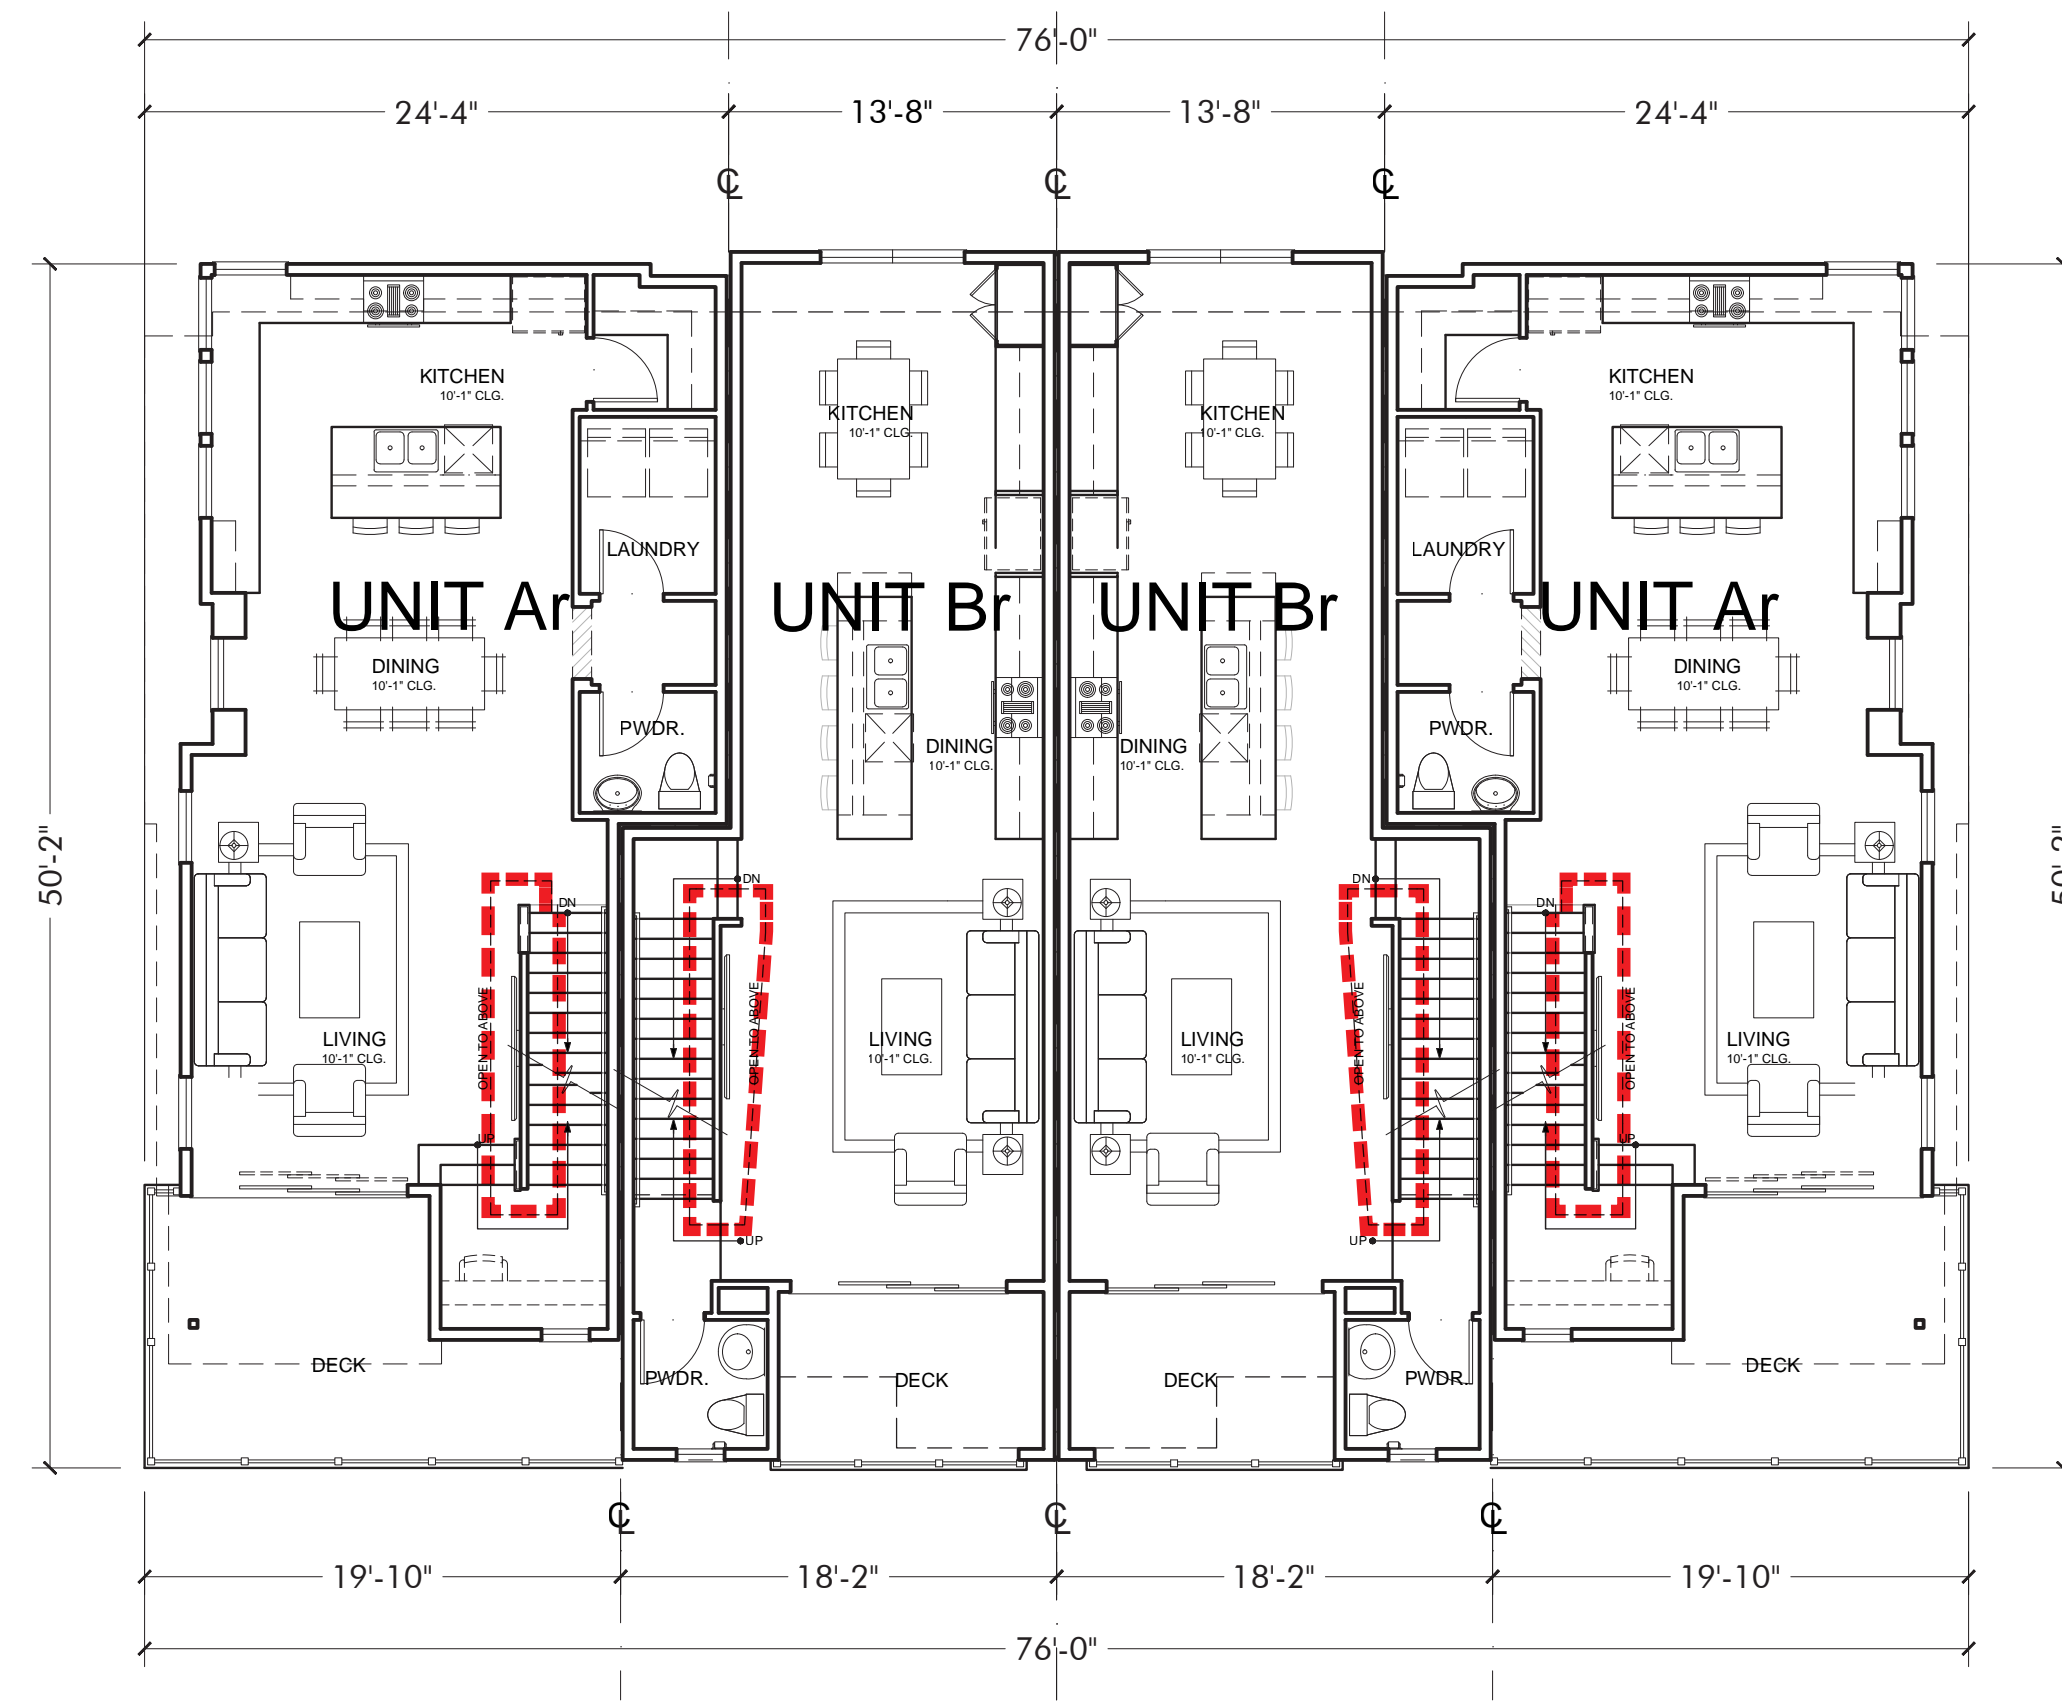 76'-0"
24'-4" 13'-8" 13'-8" 24'-4"
℄ ℄ ℄
KITCHEN KITCHEN
10'-1" CLG. 10'-1" CLG.
KITCHEN KITCHEN
10'-1" CLG. 10'-1" CLG.
LAUNDRY LAUNDRY
UNIT Ar UNIT Br UNIT Br UNIT Ar
DINING DINING
10'-1" CLG. 10'-1" CLG.
PWDR. PWDR.
DINING DINING
10'-1" CLG. 10'-1" CLG.
50'-2" 50'-2"
DN DN
DN DN
OPEN TO ABOVE OPEN TO ABOVE OPEN TO ABOVE OPEN TO ABOVE
LIVING LIVING LIVING LIVING
10'-1" CLG. 10'-1" CLG. 10'-1" CLG. 10'-1" CLG.
UP UP
UP UP
DECK DECK
PWDR. DECK DECK PWDR.
℄ ℄ ℄
19'-10" 18'-2" 18'-2" 19'-10"
76'-0"